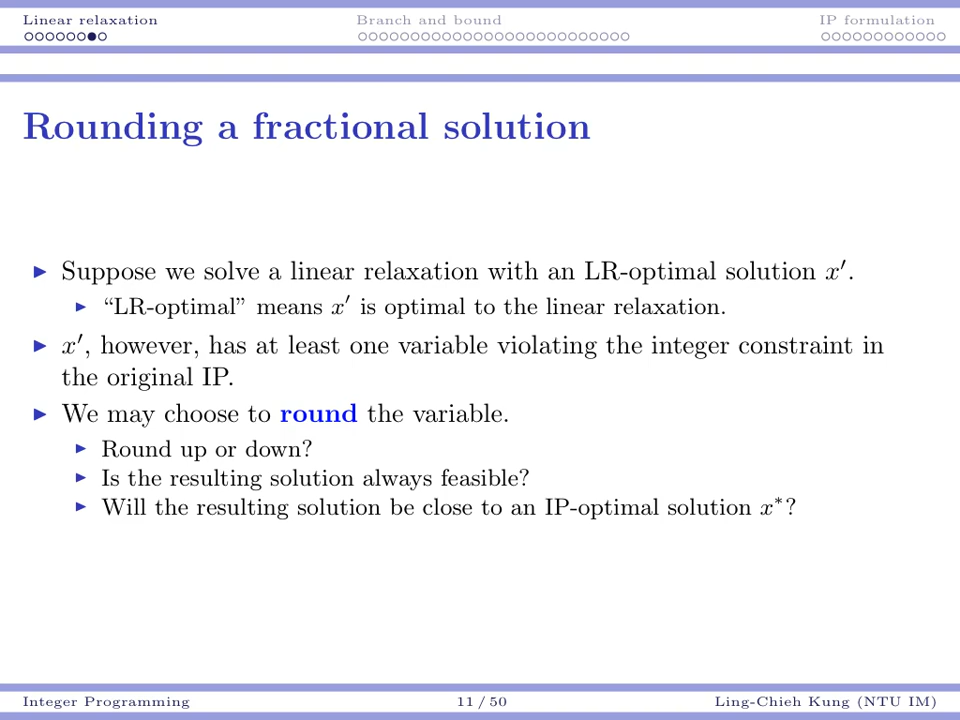 Linear relaxation Branch and bound IP formulation
Rounding a fractional solution
▶ Suppose we solve a linear relaxation with an LR-optimal solution x′.
▶ “LR-optimal” means x′ is optimal to the linear relaxation.
▶ x′, however, has at least one variable violating the integer constraint in
the original IP.
▶ We may choose to round the variable.
▶ Round up or down?
▶ Is the resulting solution always feasible?
▶ Will the resulting solution be close to an IP-optimal solution x*?
Integer Programming 11 / 50 Ling-Chieh Kung (NTU IM)